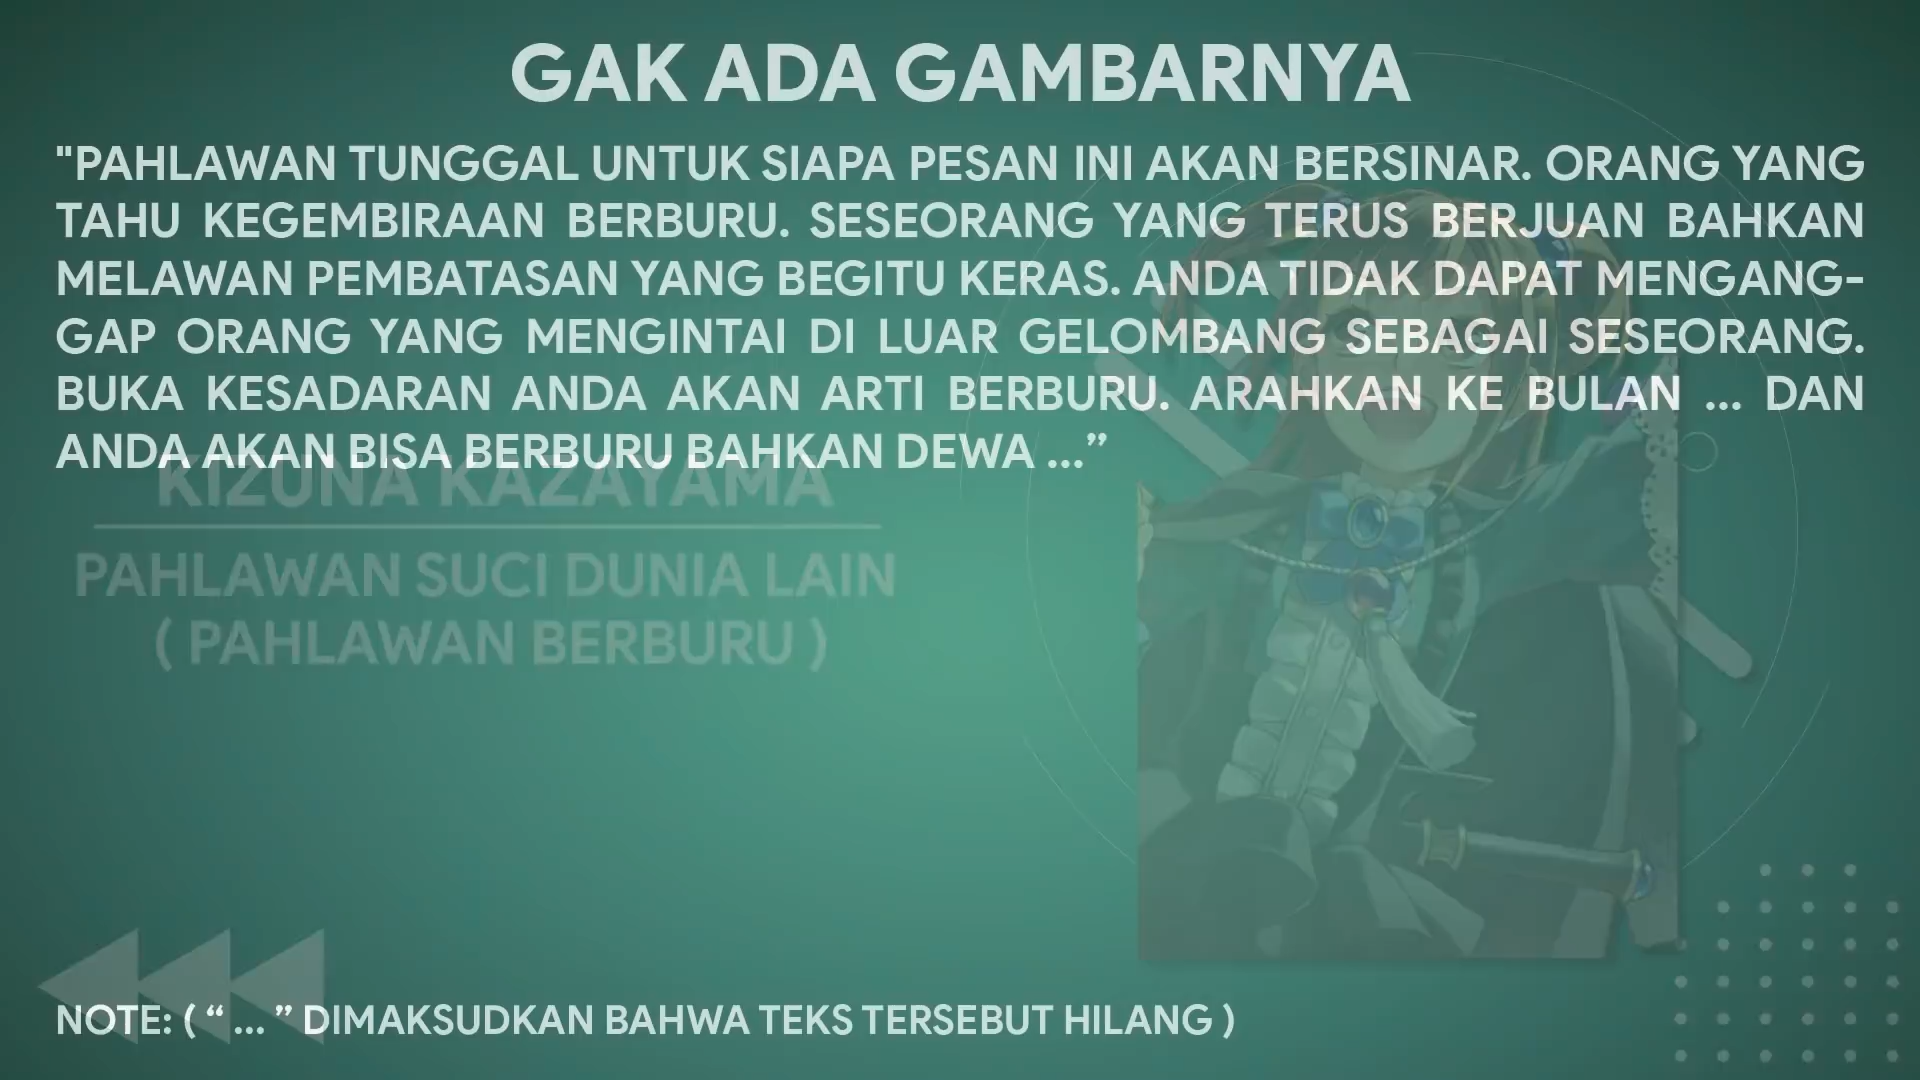 GAK ADA GAMBARNYA
"PAHLAWAN TUNGGAL UNTUK SIAPA PESAN INI AKAN BERSINAR. ORANG YANG
TAHU KEGEMBIRAAN BERBURU. SESEORANG YANG TERUS BERJUAN BAHKAN
MELAWAN PEMBATASAN YANG BEGITU KERAS. ANDA TIDAK DAPAT MENGANG-
GAP ORANG YANG MENGINTAI DI LUAR GELOMBANG SEBAGAI SESEORANG.
BUKA KESADARAN ANDA AKAN ARTI BERBURU. ARAHKAN KE BULAN ... DAN
ANDA AKAN BISA BERBURU BAHKAN DEWA ...”
KIZUNA KAZAYAMA
PAHLAWAN SUCI DUNIA LAIN
( PAHLAWAN BERBURU )
NOTE: ( “ ... ” DIMAKSUDKAN BAHWA TEKS TERSEBUT HILANG )